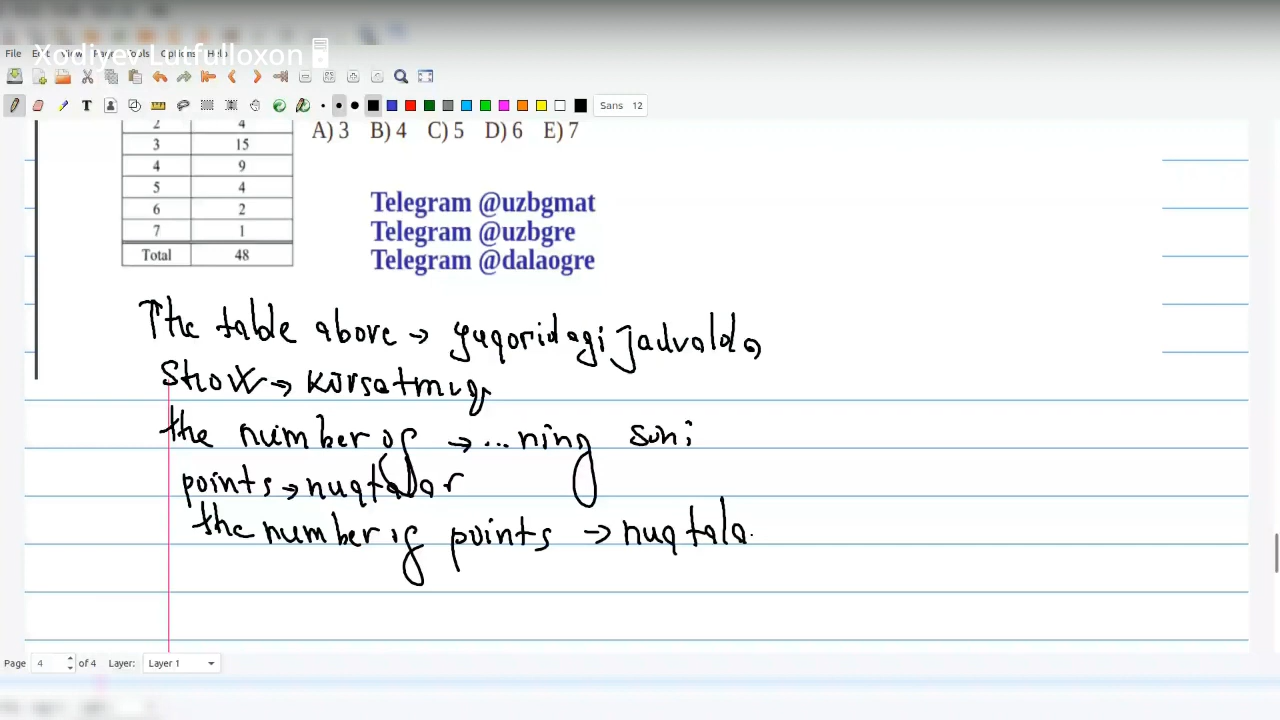 Xodiyev Lutfulloxon
File Edit View Page Tools Options Help
Sans 12
2 4
3 15
4 9
5 4
6 2
7 1
Total 48
A) 3 B) 4 C) 5 D) 6 E) 7
Telegram @uzbgmat
Telegram @uzbgre
Telegram @dalaogre
The table above → yuqoridagi jadvalda
Show → kursatmuq
the number of → ... ning suni
points → nuqtalar
the number of points → nuqtala
Page 4 of 4 Layer: Layer 1